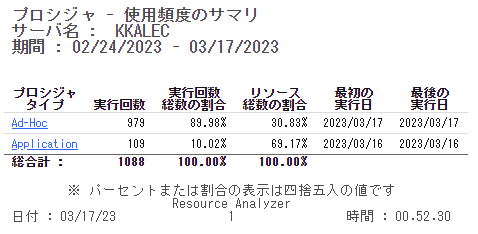 プロシジャ - 使用頻度のサマリ
サーバ名 : KKALEC
期間 : 02/24/2023 - 03/17/2023
プロシジャ 実行回数 リソース 最初の 最後の
タイプ 実行回数 総数の割合 総数の割合 実行日 実行日
Ad-Hoc 979 89.98% 30.83% 2023/03/17 2023/03/17
Application 109 10.02% 69.17% 2023/03/16 2023/03/16
総合計 : 1088 100.00% 100.00%
※ パーセントまたは割合の表示は四捨五入の値です
Resource Analyzer
日付 : 03/17/23 1 時間 : 00.52.30